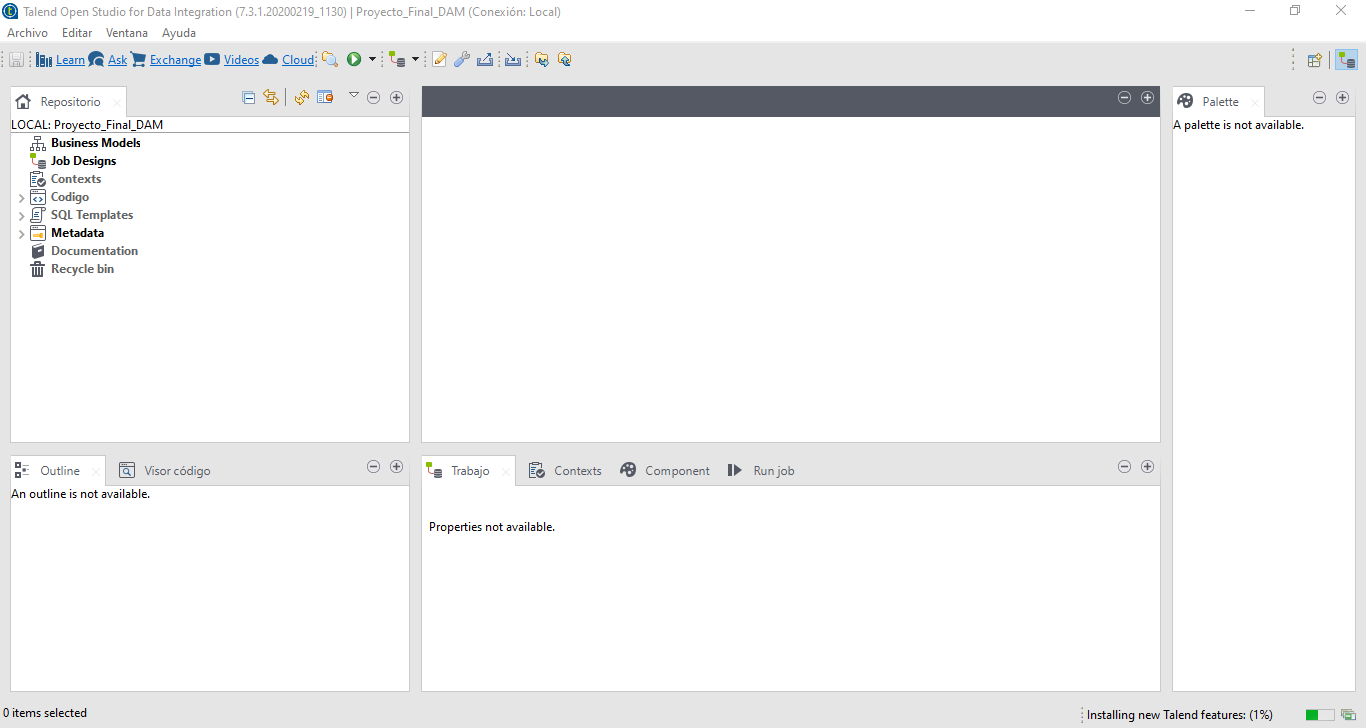 Talend Open Studio for Data Integration (7.3.1.20200219_1130) | Proyecto_Final_DAM (Conexión: Local)
Archivo Editar Ventana Ayuda
Learn Ask Exchange Videos Cloud
Repositorio
LOCAL: Proyecto_Final_DAM
Business Models
Job Designs
Contexts
Codigo
SQL Templates
Metadata
Documentation
Recycle bin
Palette
A palette is not available.
Outline Visor código
An outline is not available.
Trabajo Contexts Component Run job
Properties not available.
0 items selected
Installing new Talend features: (1%)